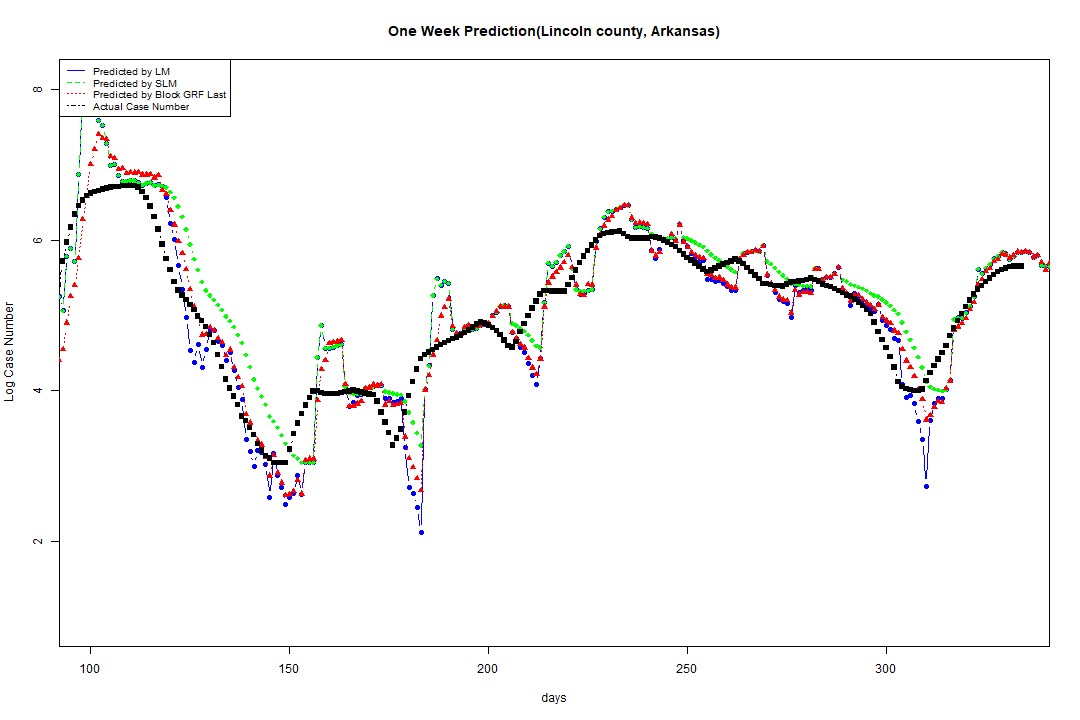 One Week Prediction(Lincoln county, Arkansas)
Predicted by LM
Predicted by SLM
Predicted by Block GRF Last
Actual Case Number
8
6
4
2
Log Case Number
100 150 200 250 300
days